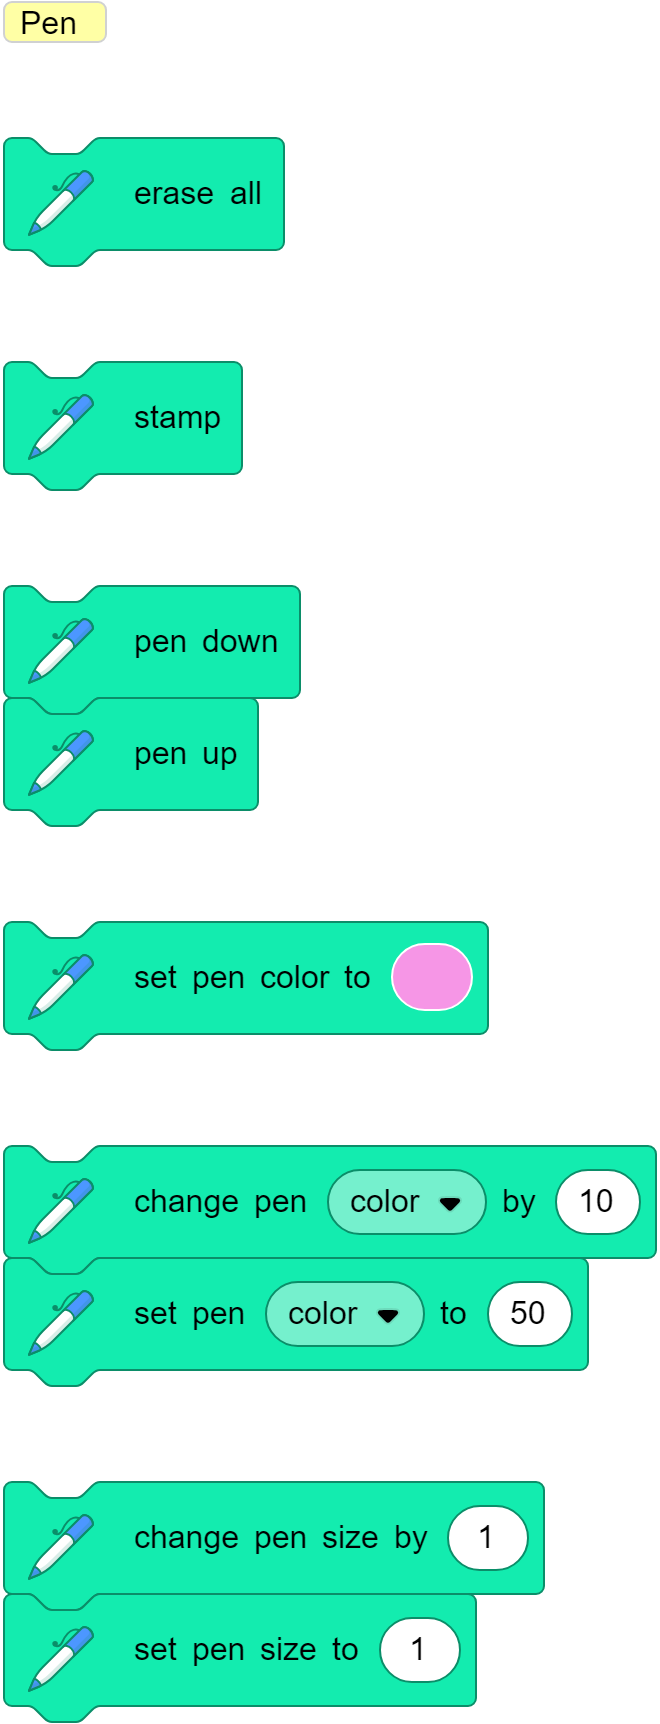 Pen
erase all
stamp
pen down
pen up
set pen color to
change pen color by 10
set pen color to 50
change pen size by 1
set pen size to 1